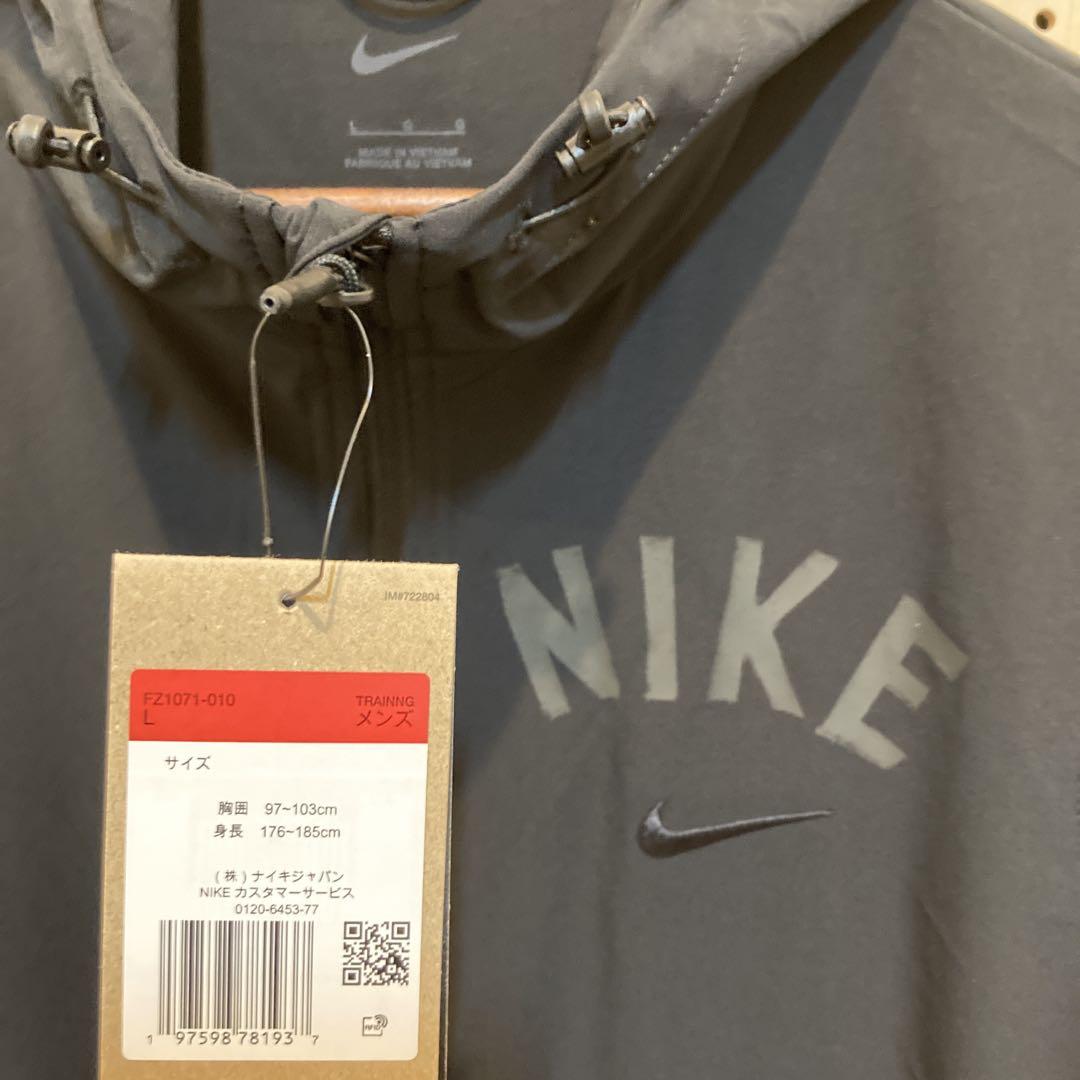 L G G
MADE IN VIETNAM
FABRIQUE AU VIETNAM
NIKE
IM#722804
FZ1071-010
TRAINNG
L
メンズ
サイズ
胸囲 97~103cm
身長 176~185cm
(株)ナイキジャパン
NIKE カスタマーサービス
0120-6453-77
1 97598 78193 7
RFID